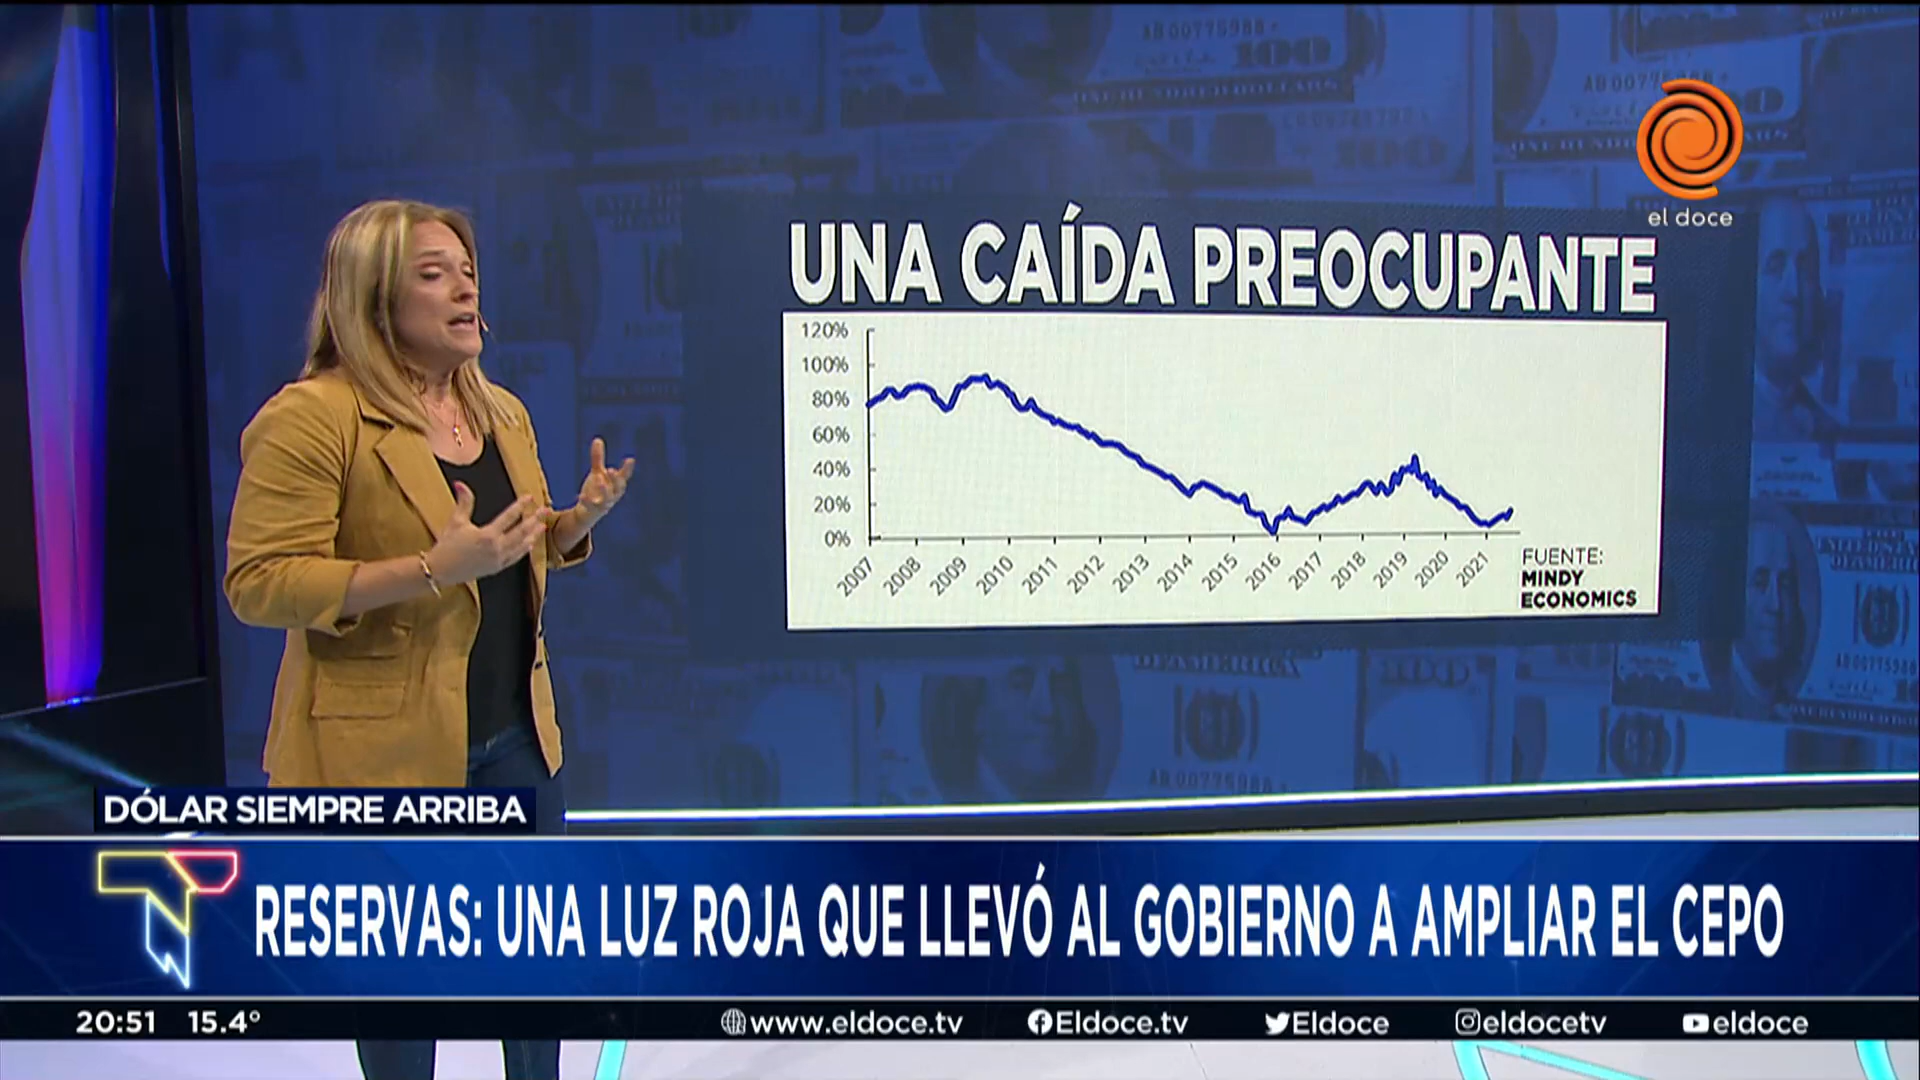 el doce
UNA CAÍDA PREOCUPANTE
120%
100%
80%
60%
40%
20%
0%
2007 2008 2009 2010 2011 2012 2013 2014 2015 2016 2017 2018 2019 2020 2021
FUENTE:
MINDY
ECONOMICS
DÓLAR SIEMPRE ARRIBA
RESERVAS: UNA LUZ ROJA QUE LLEVÓ AL GOBIERNO A AMPLIAR EL CEPO
20:51 15.4° www.eldoce.tv Eldoce.tv Eldoce eldocetv eldoce